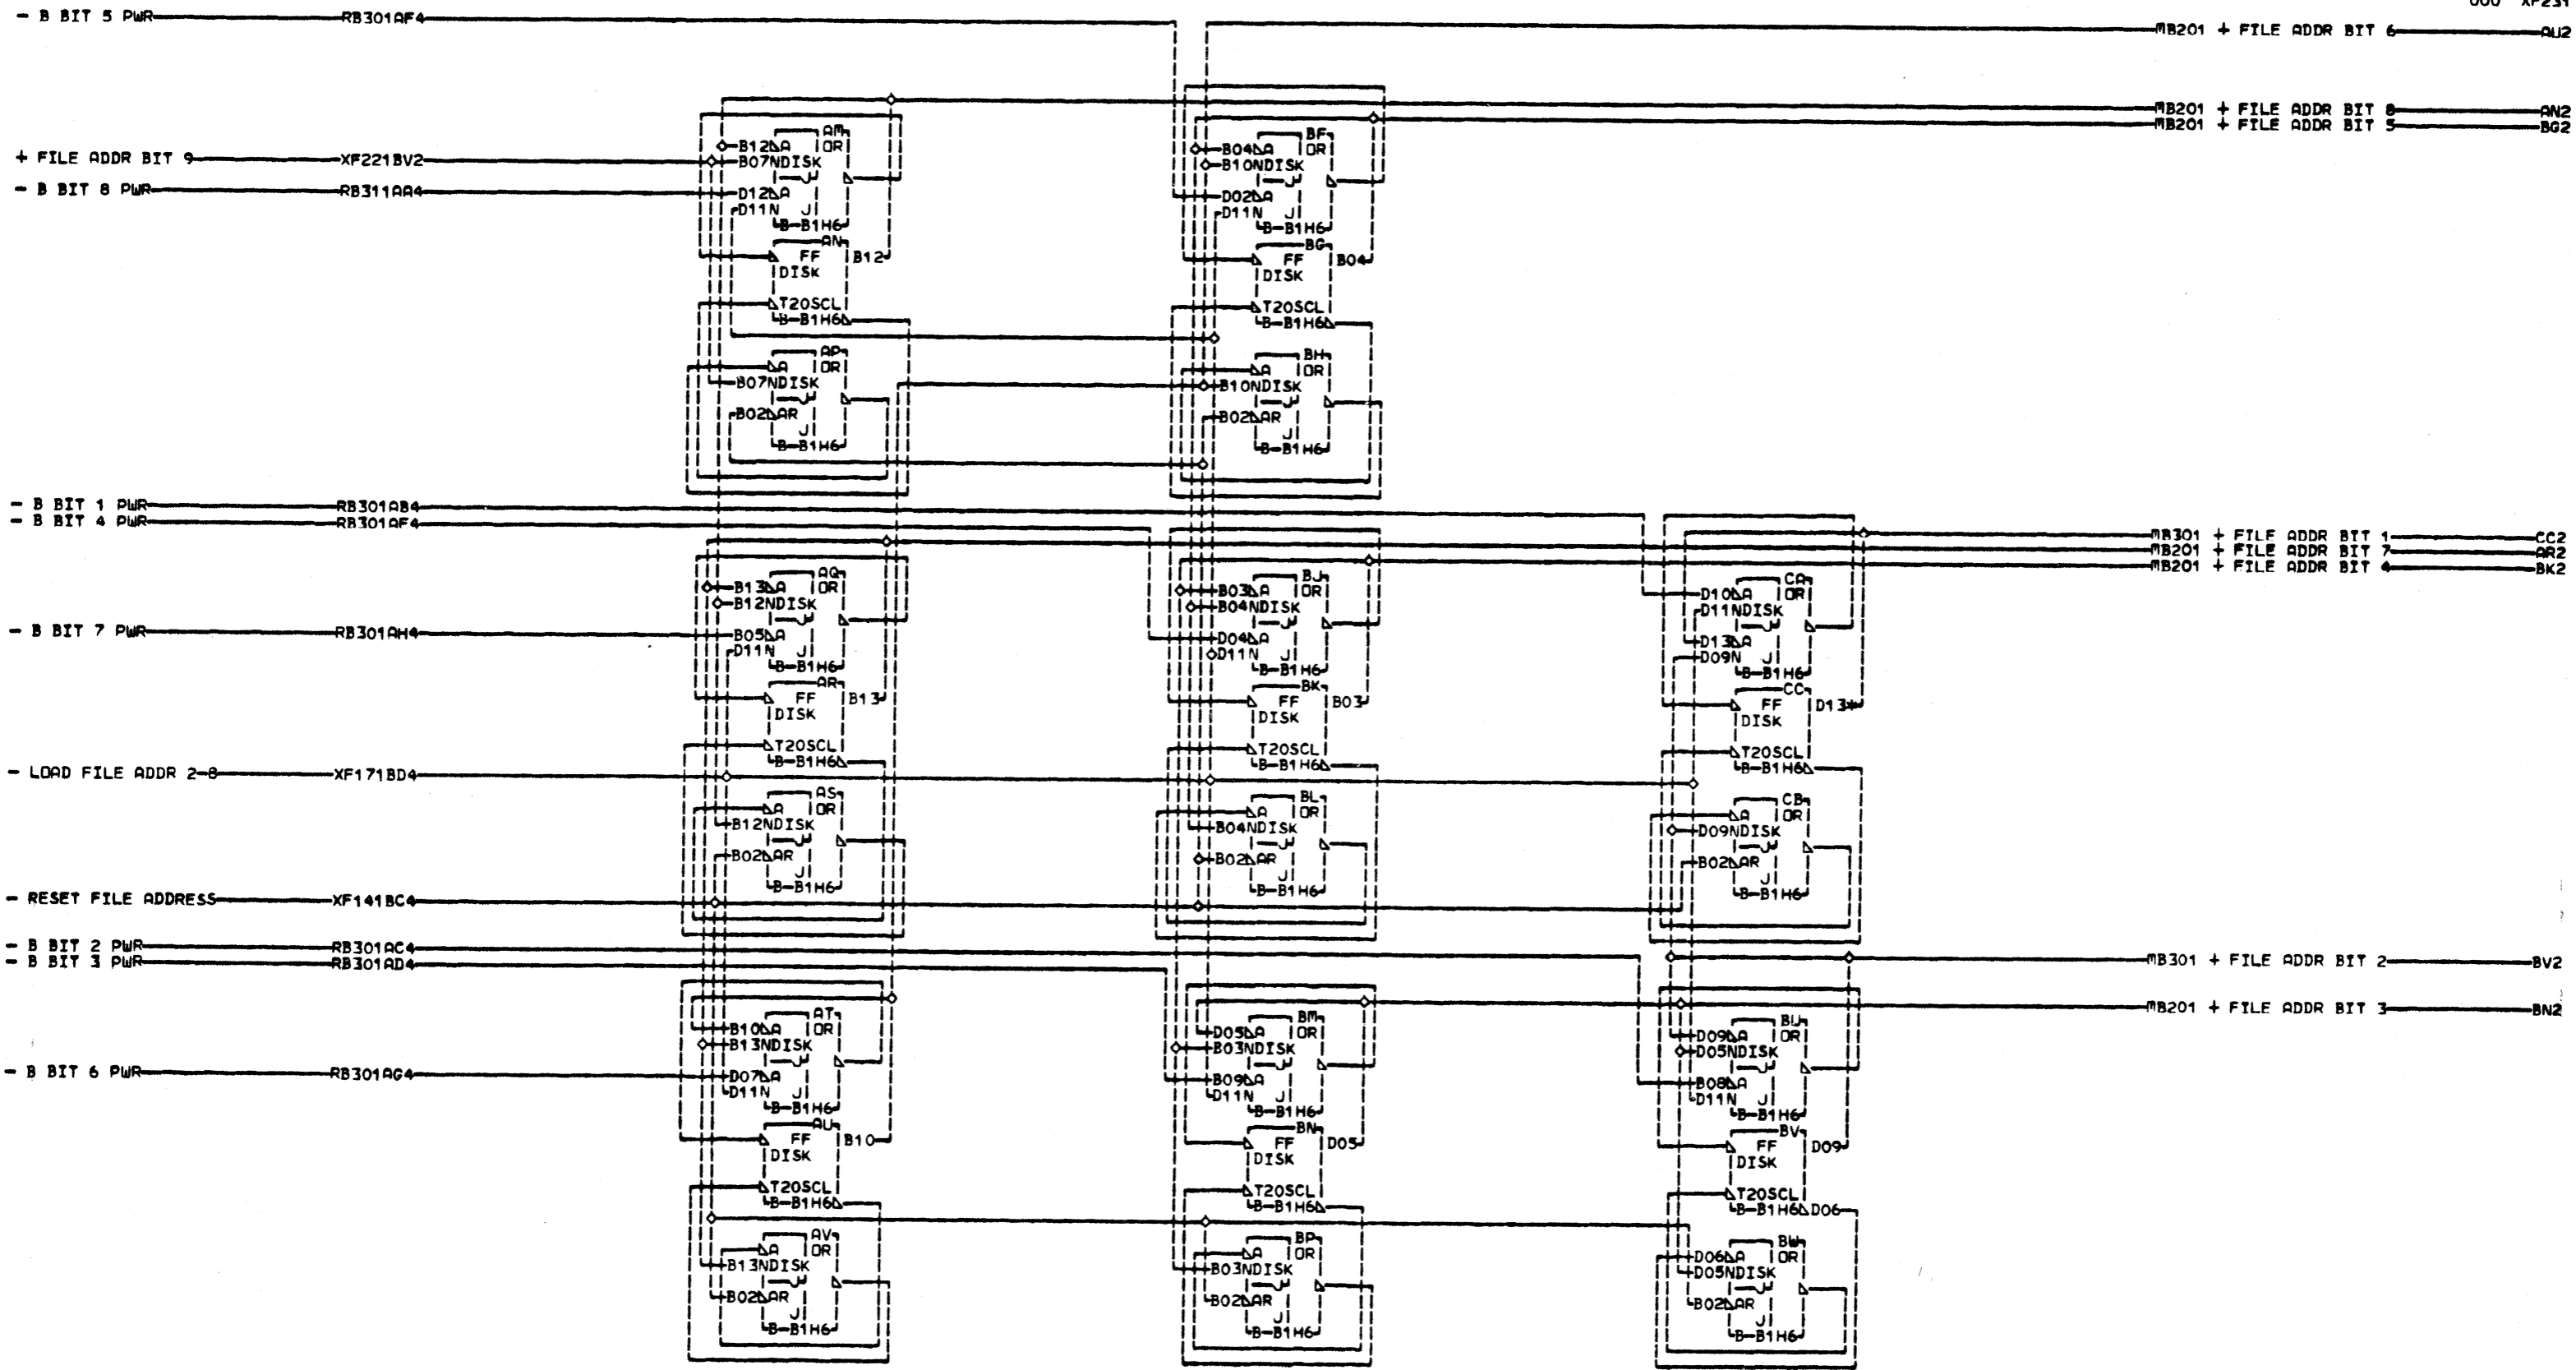 000 XF231
- B BIT 5 PWR RB301AF4
MB201 + FILE ADDR BIT 6 AU2
MB201 + FILE ADDR BIT 8 AN2
MB201 + FILE ADDR BIT 5 BG2
+ FILE ADDR BIT 9 XF221BV2
- B BIT 8 PWR RB311AA4
AM
B12 A OR
B07NDISK
D12 A
D11N J
B-B1H6
AN
FF B12
DISK
T20SCL
B-B1H6
AP
A OR
B07NDISK
B02 AR
J
B-B1H6
BF
B04 A OR
B10NDISK
D02 A
D11N J
B-B1H6
BG
FF B04
DISK
T20SCL
B-B1H6
BH
A OR
B10NDISK
B02 AR
J
B-B1H6
- B BIT 1 PWR RB301AB4
- B BIT 4 PWR RB301AF4
MB301 + FILE ADDR BIT 1 CC2
MB201 + FILE ADDR BIT 7 AR2
MB201 + FILE ADDR BIT 4 BK2
- B BIT 7 PWR RB301AH4
AQ
B13 A OR
B12NDISK
B05 A
D11N J
B-B1H6
AR
FF B13
DISK
T20SCL
B-B1H6
AS
A OR
B12NDISK
B02 AR
J
B-B1H6
BJ
B03 A OR
B04NDISK
D04 A
D11N J
B-B1H6
BK
FF B03
DISK
T20SCL
B-B1H6
BL
A OR
B04NDISK
B02 AR
J
B-B1H6
CA
D10 A OR
D11NDISK
D13 A
D09N J
B-B1H6
CC
FF D13*
DISK
T20SCL
B-B1H6
CB
A OR
D09NDISK
B02 AR
J
B-B1H6
- LOAD FILE ADDR 2-8 XF171BD4
- RESET FILE ADDRESS XF141BC4
- B BIT 2 PWR RB301AC4
- B BIT 3 PWR RB301AD4
MB301 + FILE ADDR BIT 2 BV2
MB201 + FILE ADDR BIT 3 BN2
- B BIT 6 PWR RB301AG4
AT
B10 A OR
B13NDISK
D07 A
D11N J
B-B1H6
AU
FF B10
DISK
T20SCL
B-B1H6
AV
A OR
B13NDISK
B02 AR
J
B-B1H6
BM
D05 A OR
B03NDISK
B09 A
D11N J
B-B1H6
BN
FF D05
DISK
T20SCL
B-B1H6
BP
A OR
B03NDISK
B02 AR
J
B-B1H6
BU
D09 A OR
D05NDISK
B08 A
D11N J
B-B1H6
BV
FF D09
DISK
T20SCL
B-B1H6 D06
BW
D06 A OR
D05NDISK
B02 AR
J
B-B1H6